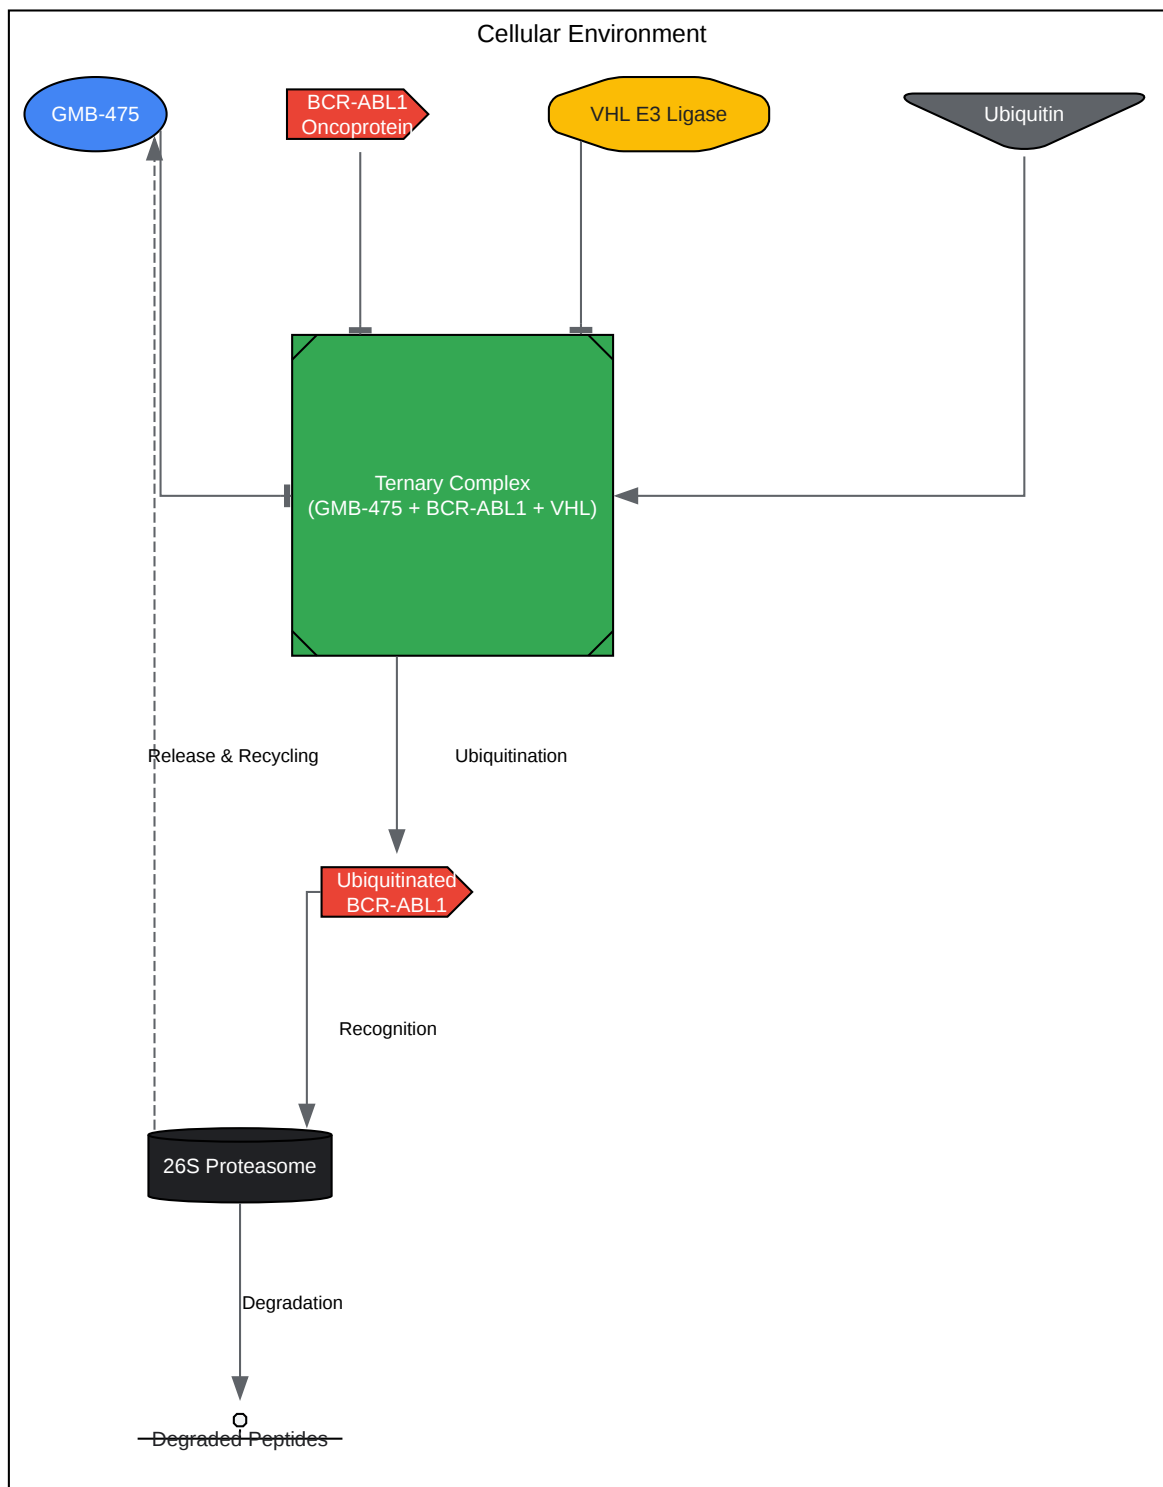 Cellular Environment
GMB-475
BCR-ABL1
Oncoprotein
VHL E3 Ligase
Ubiquitin
Ternary Complex
(GMB-475 + BCR-ABL1 + VHL)
Release & Recycling
Ubiquitination
Ubiquitinated
BCR-ABL1
Recognition
26S Proteasome
Degradation
Degraded Peptides